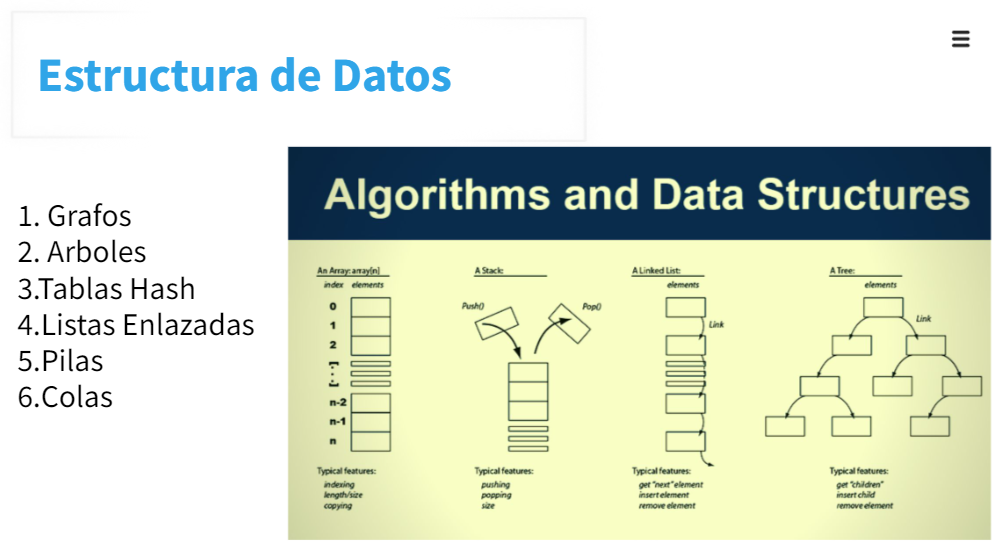 Estructura de Datos
1. Grafos
2. Arboles
3.Tablas Hash
4.Listas Enlazadas
5.Pilas
6.Colas
Algorithms and Data Structures
An Array: array[n]
index elements
0
1
2
n-2
n-1
n
Typical features:
indexing
length/size
copying
A Stack:
Push()
Pop()
Typical features:
pushing
popping
size
A Linked List:
elements
Link
Typical features:
get "next" element
insert element
remove element
A Tree:
elements
Link
Typical features:
get "children"
insert child
remove element